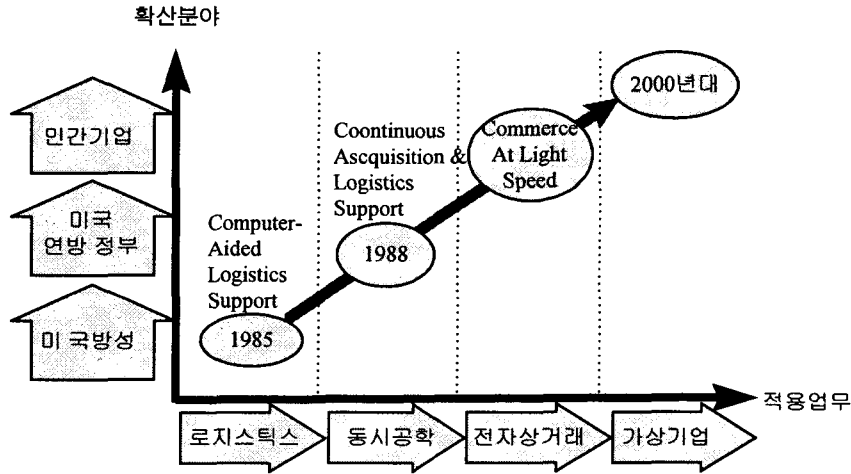 확산분야
민간기업
미국
연방 정부
미 국방성
2000년대
Commerce
At Light
Speed
Coontinuous
Ascquisition &
Logistics
Support
1988
Computer-
Aided
Logistics
Support
1985
적용업무
로지스틱스
동시공학
전자상거래
가상기업